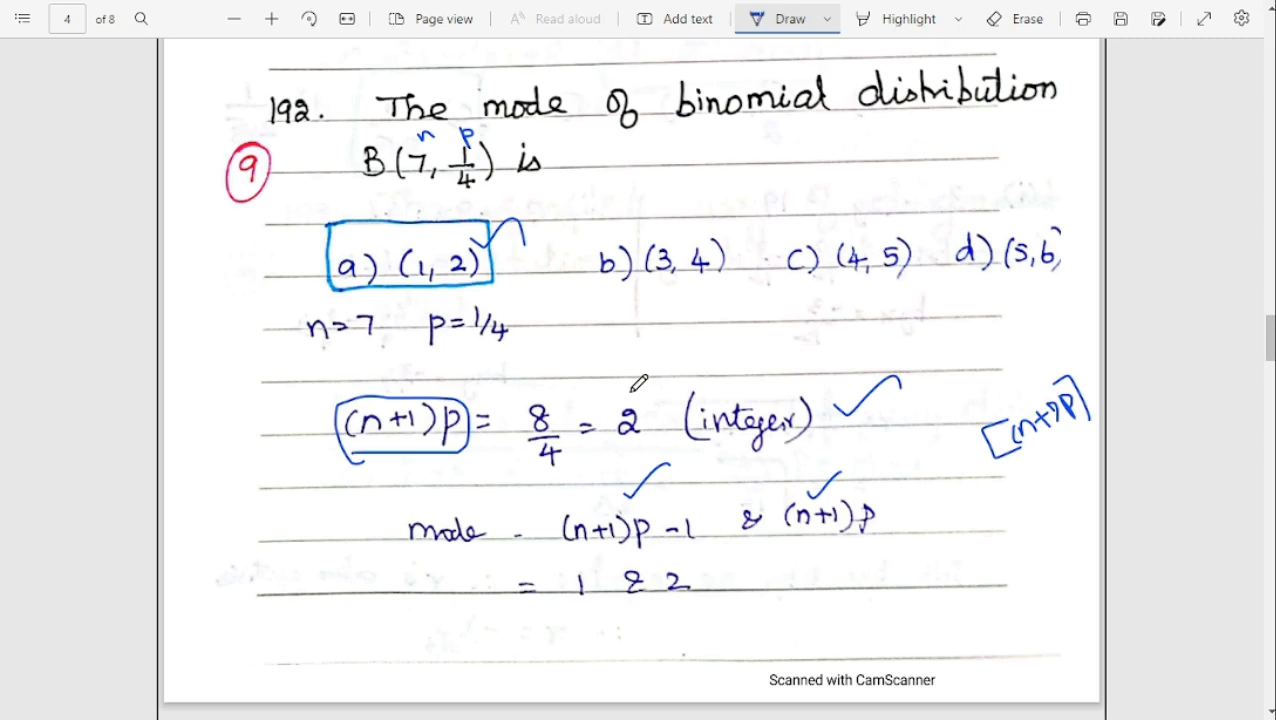 4 of 8 Page view Read aloud Add text Draw Highlight Erase
192. The mode of binomial distribution
n p
9 B(7, 1/4) is
a) (1, 2) b) (3, 4) c) (4, 5) d) (5, 6)
n=7 p=1/4
(n+1)p = 8/4 = 2 (integer)
[(n+1)p]
mode - (n+1)p -1 & (n+1)p
= 1 & 2
Scanned with CamScanner